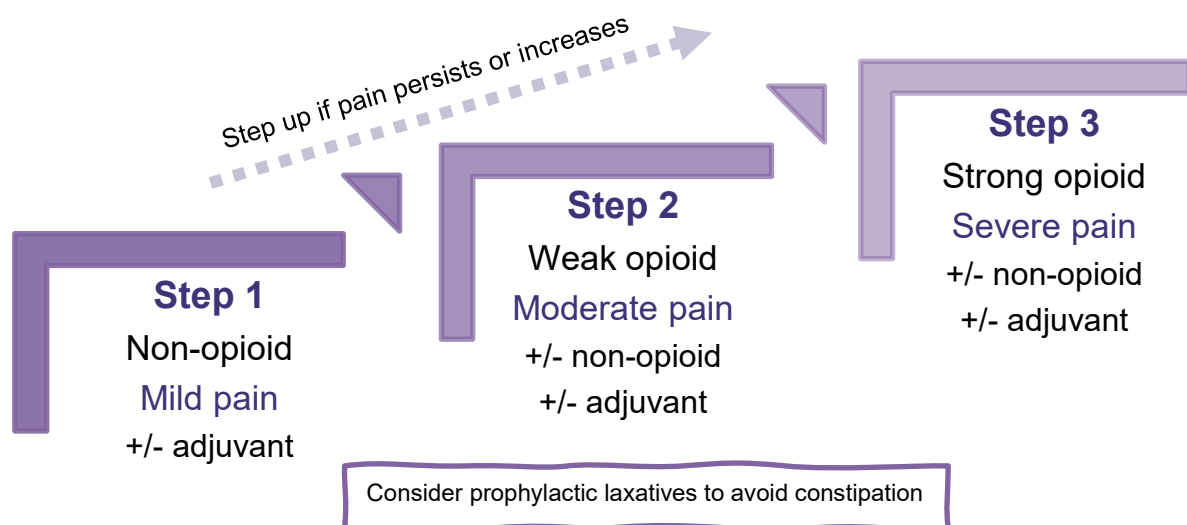 Step up if pain persists or increases
Step 1
Non-opioid
Mild pain
+/- adjuvant
Step 2
Weak opioid
Moderate pain
+/- non-opioid
+/- adjuvant
Step 3
Strong opioid
Severe pain
+/- non-opioid
+/- adjuvant
Consider prophylactic laxatives to avoid constipation